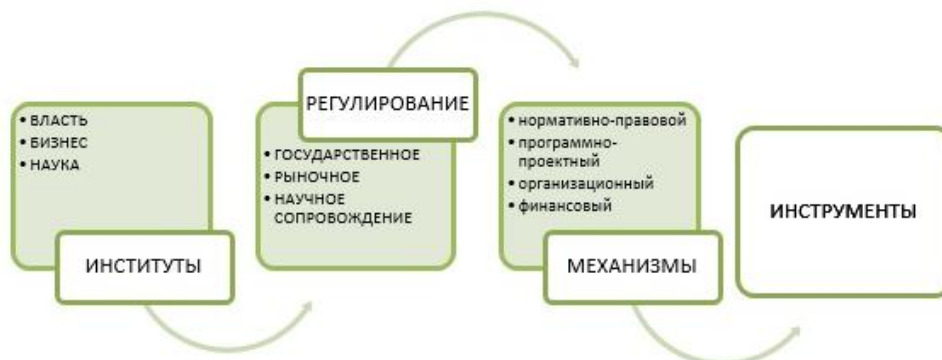 • ВЛАСТЬ
• БИЗНЕС
• НАУКА
ИНСТИТУТЫ
РЕГУЛИРОВАНИЕ
• ГОСУДАРСТВЕННОЕ
• РЫНОЧНОЕ
• НАУЧНОЕ
СОПРОВОЖДЕНИЕ
• нормативно-правовой
• программно-
проектный
• организационный
• финансовый
МЕХАНИЗМЫ
ИНСТРУМЕНТЫ